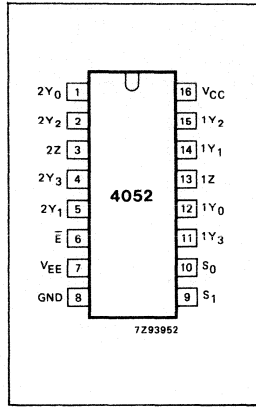 2Y0 1 16 VCC
2Y2 2 15 1Y2
2Z 3 14 1Y1
2Y3 4 13 1Z
4052
2Y1 5 12 1Y0
E̅ 6 11 1Y3
VEE 7 10 S0
GND 8 9 S1
7Z93952